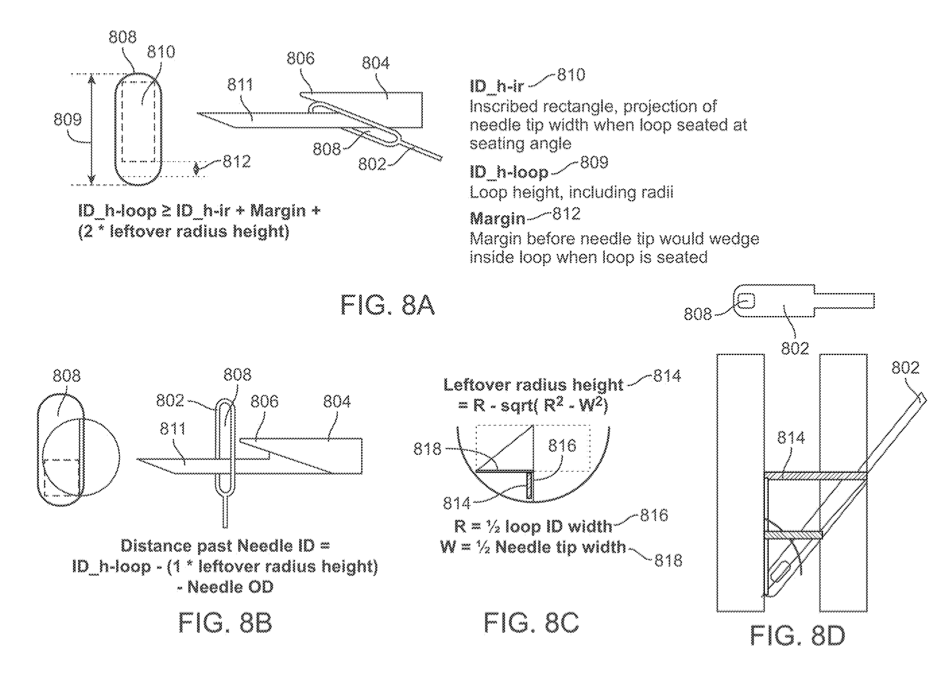 808
810
806
804
811
809
812
808
802
ID_h-loop ≥ ID_h-ir + Margin +
(2 * leftover radius height)
ID_h-ir 810
Inscribed rectangle, projection of
needle tip width when loop seated at
seating angle
ID_h-loop 809
Loop height, including radii
Margin 812
Margin before needle tip would wedge
inside loop when loop is seated
FIG. 8A
808
802
808
802
808
806
804
811
Distance past Needle ID =
ID_h-loop - (1 * leftover radius height)
- Needle OD
FIG. 8B
Leftover radius height 814
= R - sqrt( R² - W²)
818
816
814
R = ½ loop ID width 816
W = ½ Needle tip width 818
FIG. 8C
802
814
FIG. 8D